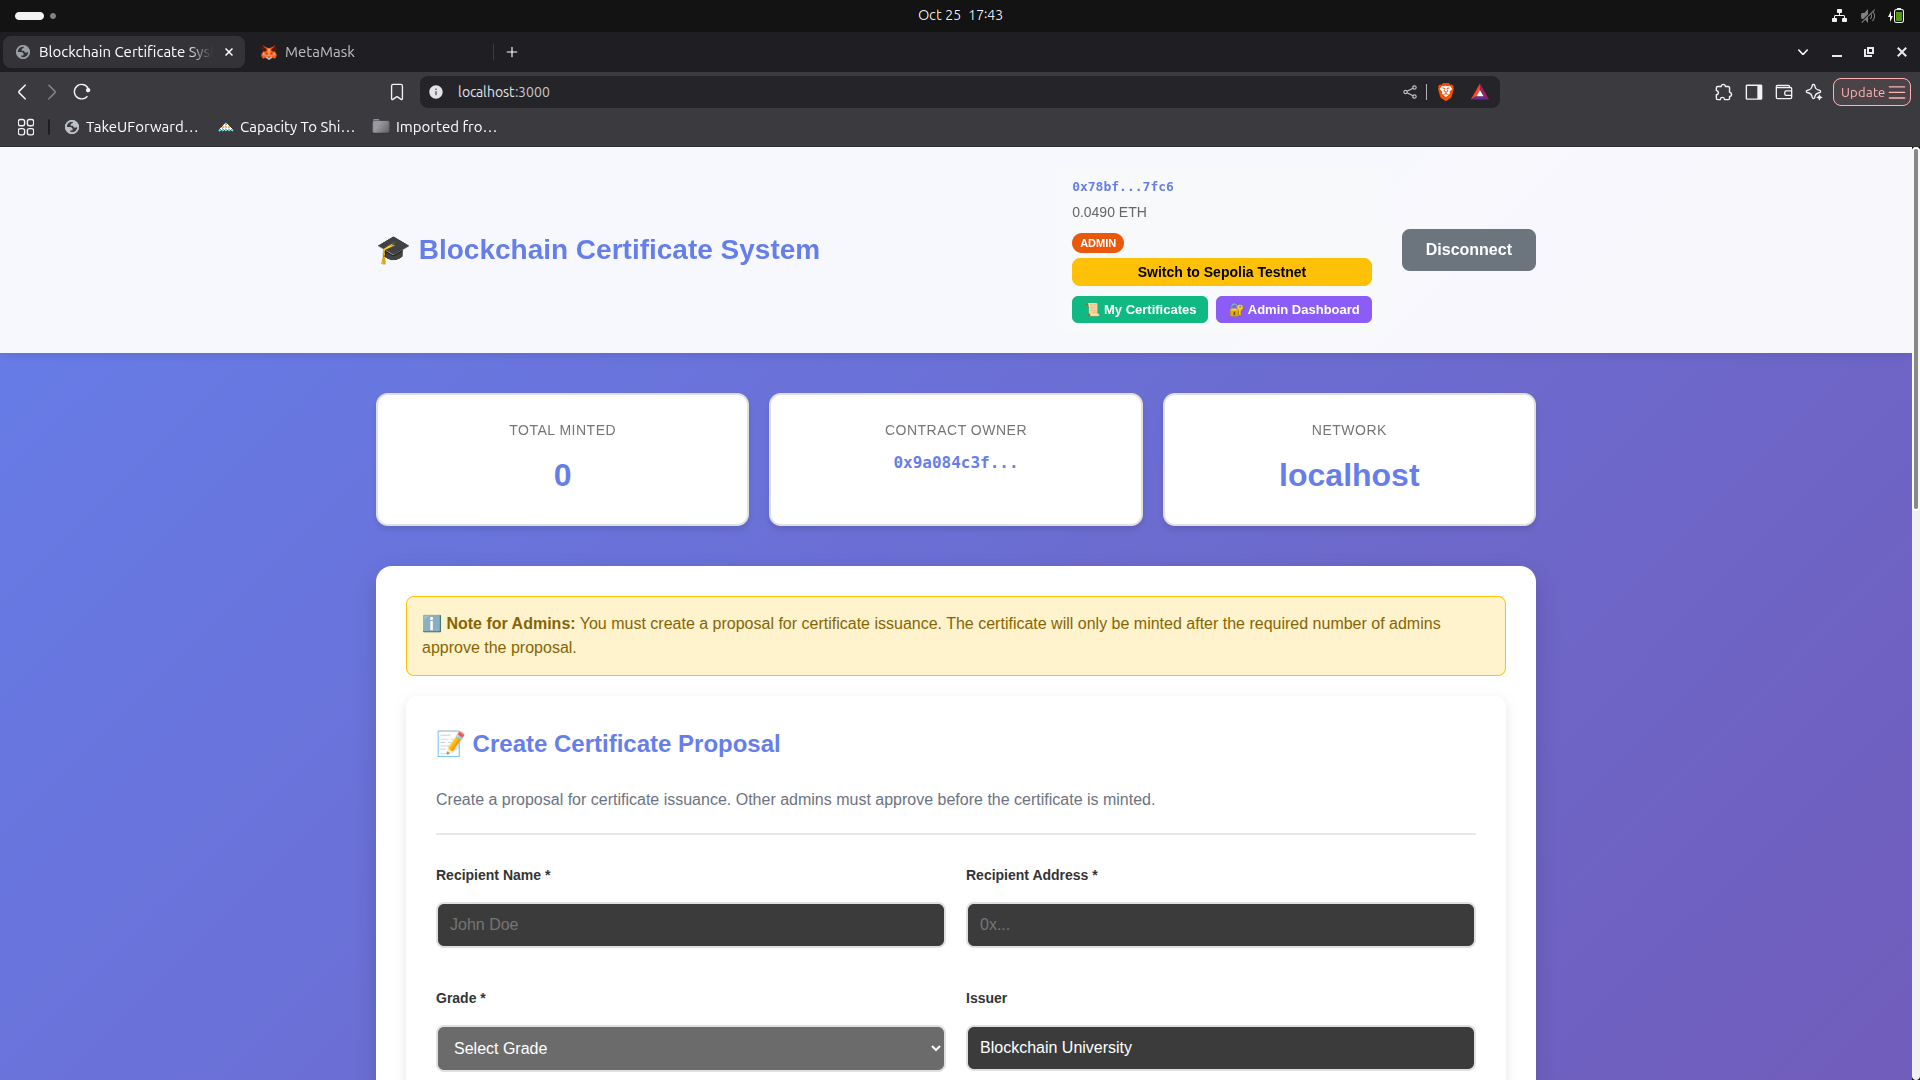 Oct 25 17:43
Blockchain Certificate Sys
MetaMask
localhost:3000
Update
TakeUForward...
Capacity To Shi...
Imported fro...
0x78bf...7fc6
0.0490 ETH
ADMIN
Switch to Sepolia Testnet
My Certificates
Admin Dashboard
Disconnect
Blockchain Certificate System
TOTAL MINTED
0
CONTRACT OWNER
0x9a084c3f...
NETWORK
localhost
Note for Admins: You must create a proposal for certificate issuance. The certificate will only be minted after the required number of admins
approve the proposal.
Create Certificate Proposal
Create a proposal for certificate issuance. Other admins must approve before the certificate is minted.
Recipient Name *
Recipient Address *
John Doe
0x...
Grade *
Issuer
Select Grade
Blockchain University